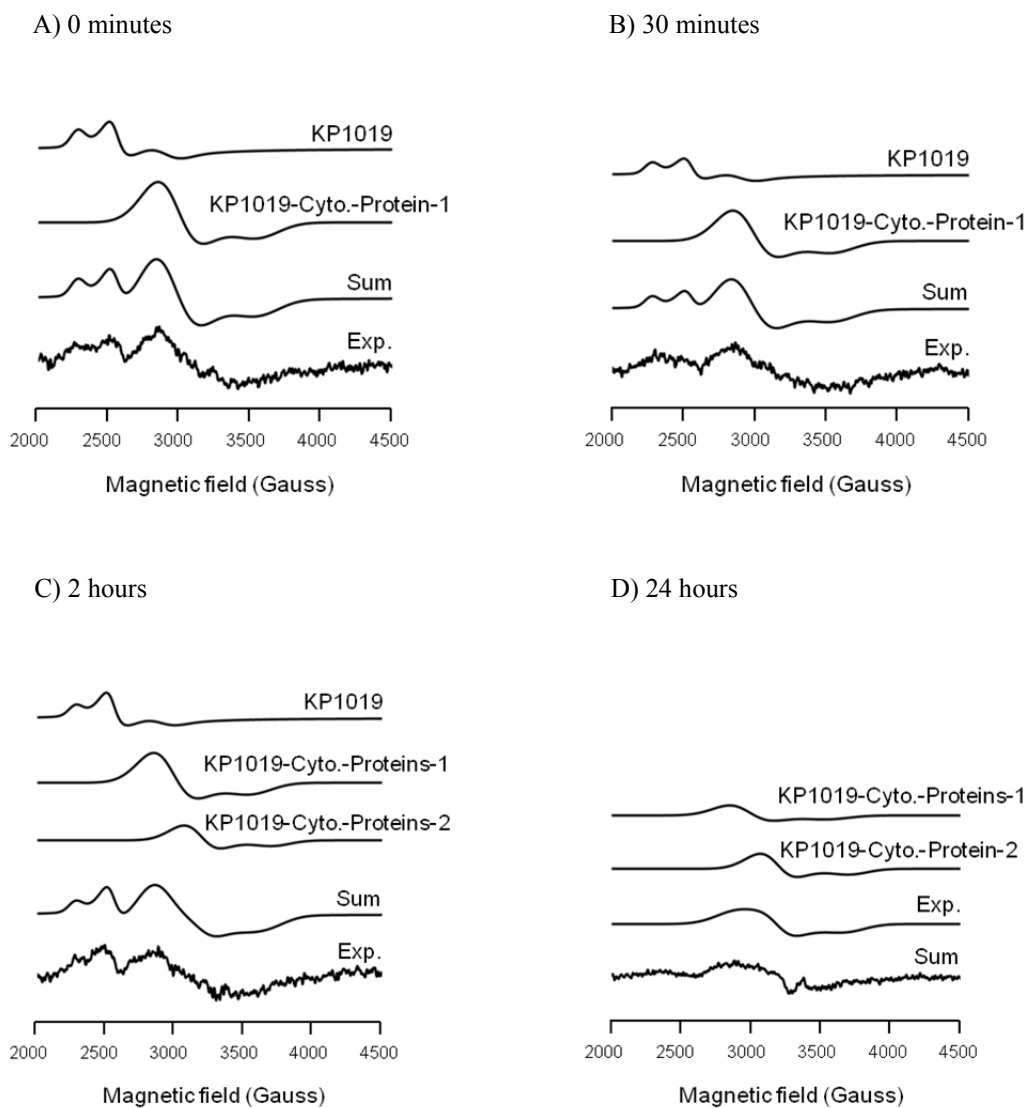 A) 0 minutes
KP1019
KP1019-Cyto.-Protein-1
Sum
Exp.
2000 2500 3000 3500 4000 4500
Magnetic field (Gauss)
B) 30 minutes
KP1019
KP1019-Cyto.-Protein-1
Sum
Exp.
2000 2500 3000 3500 4000 4500
Magnetic field (Gauss)
C) 2 hours
KP1019
KP1019-Cyto.-Proteins-1
KP1019-Cyto.-Proteins-2
Sum
Exp.
2000 2500 3000 3500 4000 4500
Magnetic field (Gauss)
D) 24 hours
KP1019-Cyto.-Proteins-1
KP1019-Cyto.-Protein-2
Exp.
Sum
2000 2500 3000 3500 4000 4500
Magnetic field (Gauss)